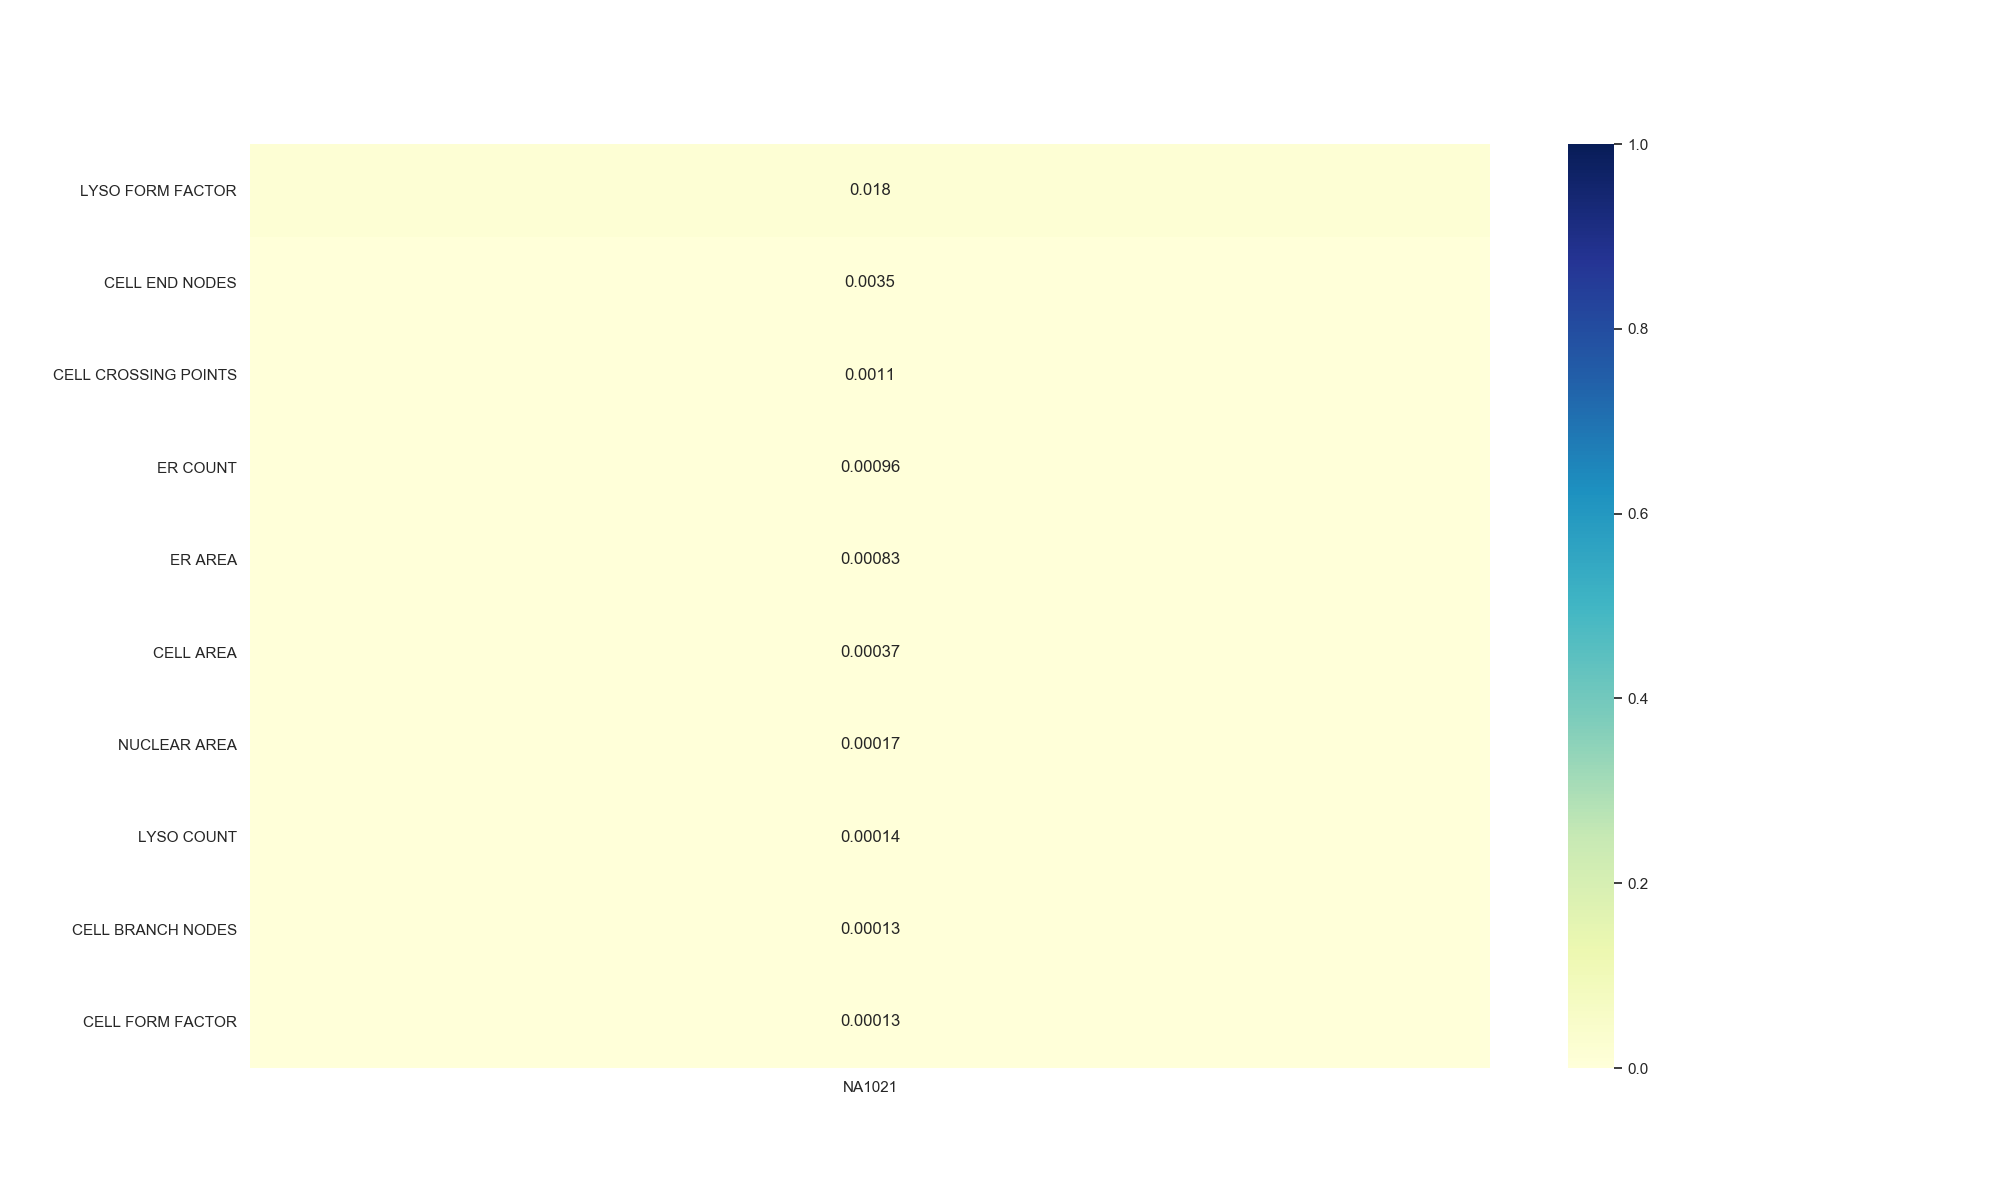 LYSO FORM FACTOR 0.018
CELL END NODES 0.0035
CELL CROSSING POINTS 0.0011
ER COUNT 0.00096
ER AREA 0.00083
CELL AREA 0.00037
NUCLEAR AREA 0.00017
LYSO COUNT 0.00014
CELL BRANCH NODES 0.00013
CELL FORM FACTOR 0.00013
NA1021
1.0
0.8
0.6
0.4
0.2
0.0